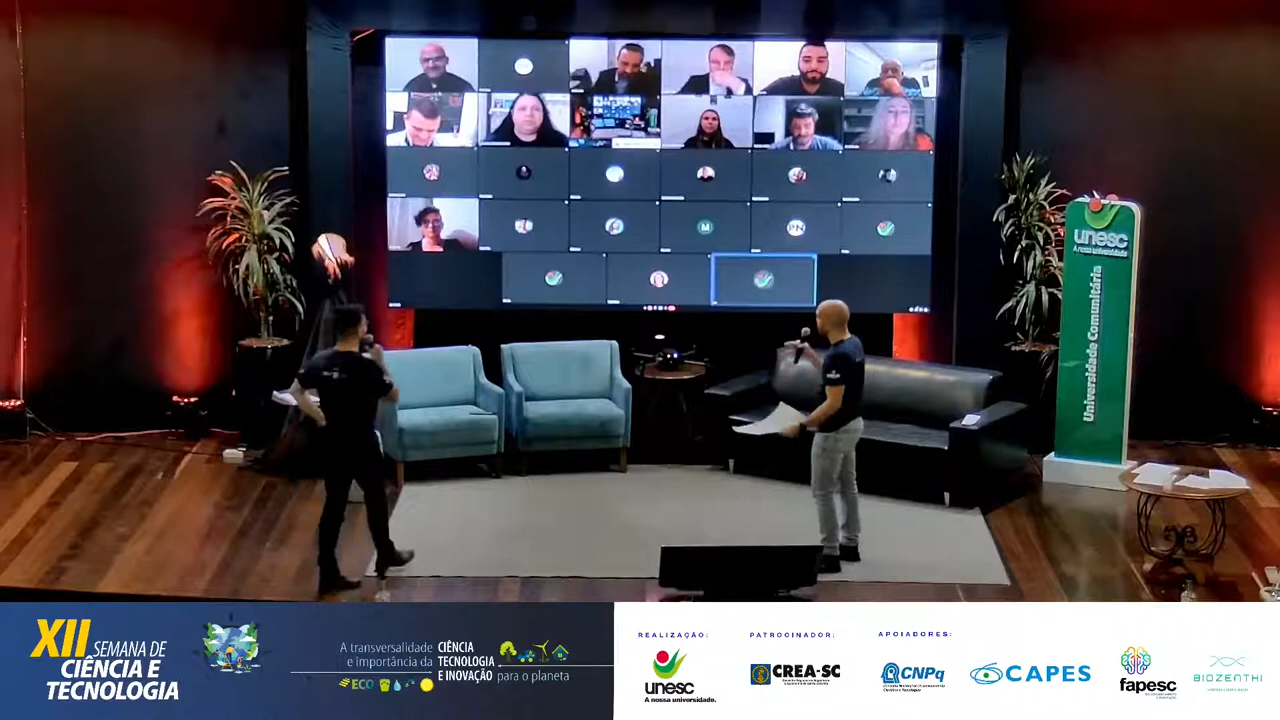 M
PN
unesc
A nossa universidade
Universidade Comunitária
XII SEMANA DE
CIÊNCIA E
TECNOLOGIA
A transversalidade CIÊNCIA
e importância da TECNOLOGIA
E INOVAÇÃO para o planeta
ECO
REALIZAÇÃO:
unesc
A nossa universidade.
PATROCINADOR:
CREA-SC
APOIADORES:
CNPq
CAPES
fapesc
BIOZENTHI